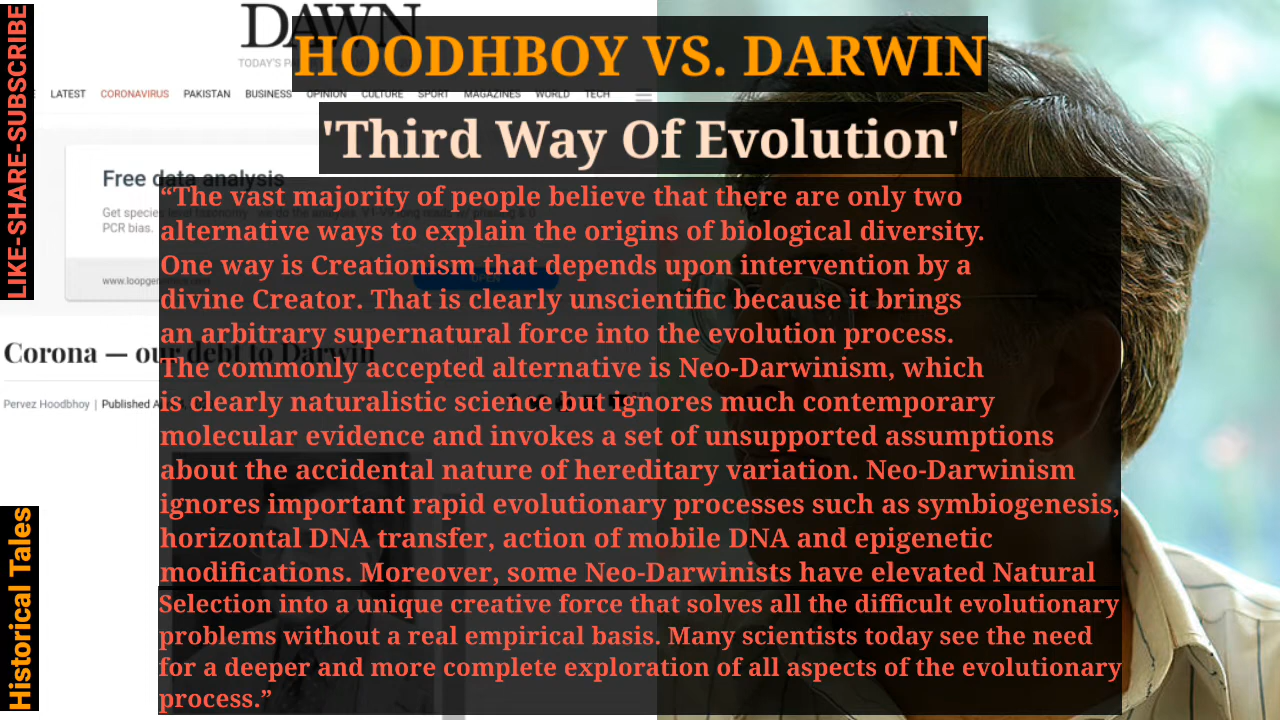 LIKE-SHARE-SUBSCRIBE
DAWN
HOODHBOY VS. DARWIN
LATEST CORONAVIRUS PAKISTAN BUSINESS OPINION CULTURE SPORT MAGAZINES WORLD TECH
'Third Way Of Evolution'
Free data analysis
PCR bias.
“The vast majority of people believe that there are only two
alternative ways to explain the origins of biological diversity.
One way is Creationism that depends upon intervention by a
divine Creator. That is clearly unscientific because it brings
an arbitrary supernatural force into the evolution process.
The commonly accepted alternative is Neo-Darwinism, which
is clearly naturalistic science but ignores much contemporary
molecular evidence and invokes a set of unsupported assumptions
about the accidental nature of hereditary variation. Neo-Darwinism
ignores important rapid evolutionary processes such as symbiogenesis,
horizontal DNA transfer, action of mobile DNA and epigenetic
modifications. Moreover, some Neo-Darwinists have elevated Natural
Selection into a unique creative force that solves all the difficult evolutionary
problems without a real empirical basis. Many scientists today see the need
for a deeper and more complete exploration of all aspects of the evolutionary
process.”
OPEN
Corona — our debt to Darwin
Pervez Hoodbhoy | Published
Historical Tales